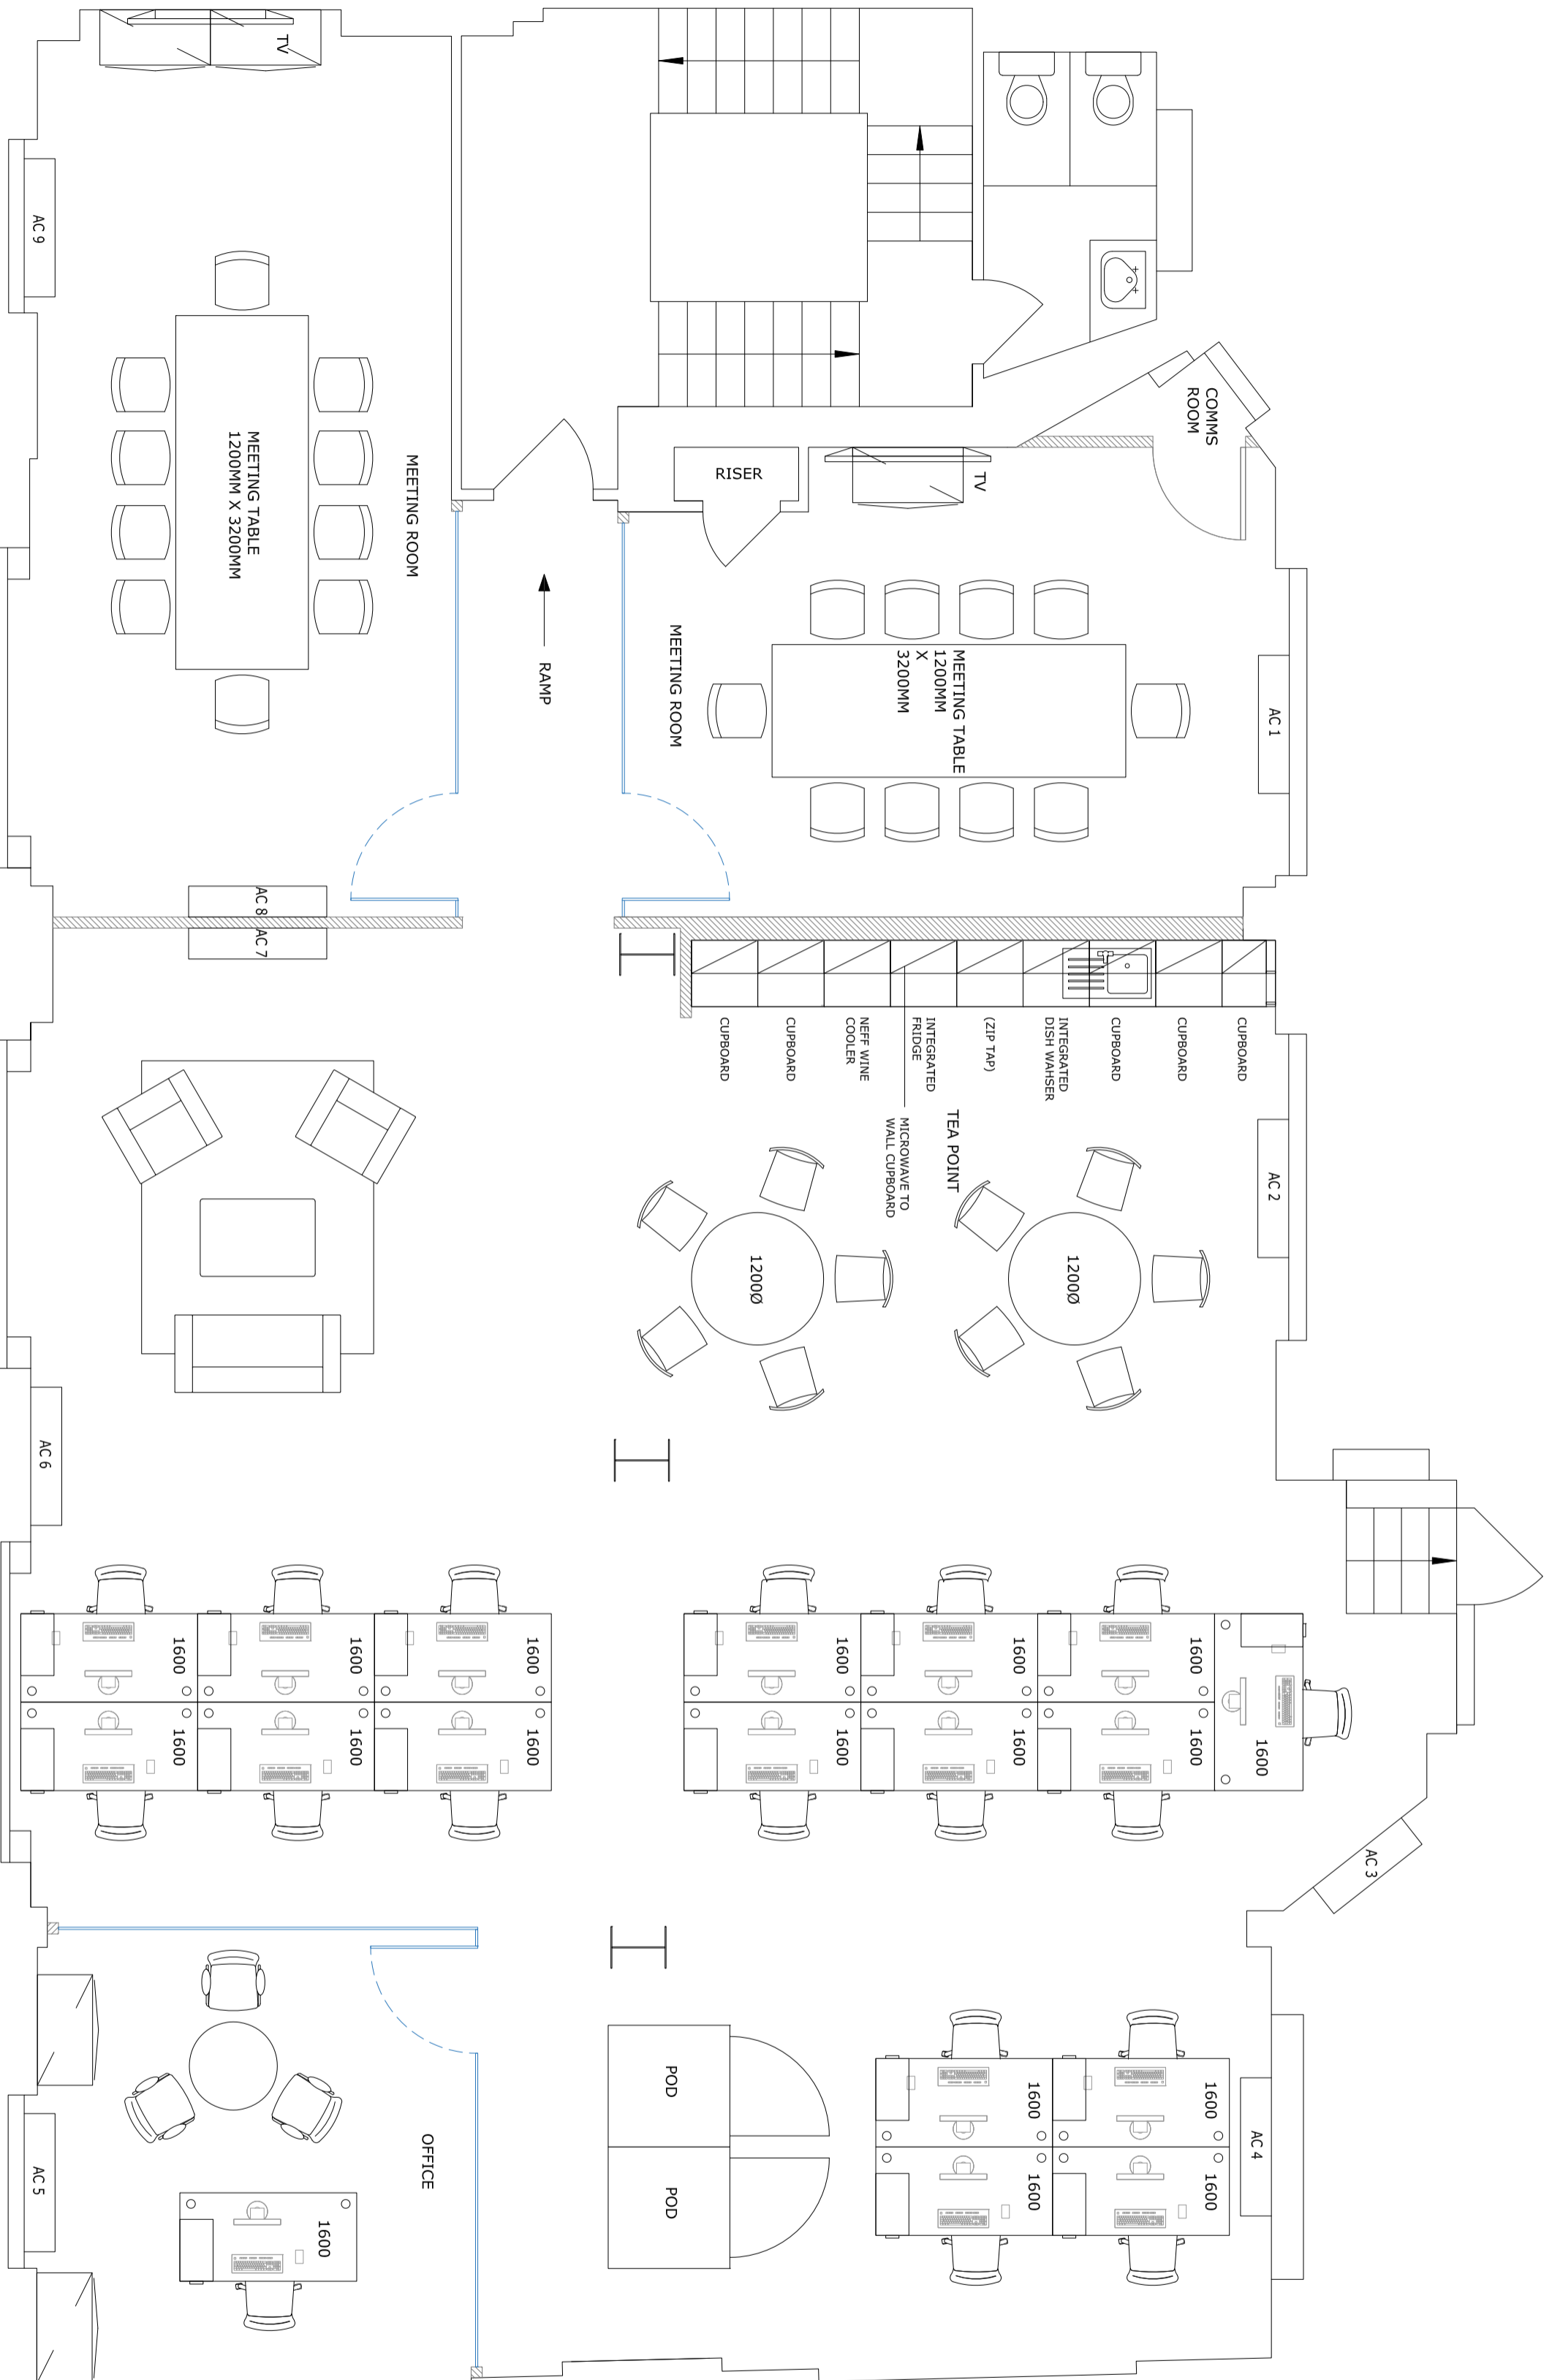 TV
AC 9
MEETING TABLE
1200MM X 3200MM
MEETING ROOM
COMMS
ROOM
RISER
TV
RAMP
MEETING ROOM
MEETING TABLE
1200MM
X
3200MM
AC 1
AC 8
AC 7
CUPBOARD
CUPBOARD
NEFF WINE
COOLER
INTEGRATED
FRIDGE
(ZIP TAP)
INTEGRATED
DISH WAHSER
CUPBOARD
CUPBOARD
CUPBOARD
MICROWAVE TO
WALL CUPBOARD
TEA POINT
AC 2
1200Ø
1200Ø
AC 6
1600
1600
1600
1600
1600
1600
1600
1600
1600
1600
1600
1600
1600
AC 3
POD
POD
1600
1600
1600
1600
AC 4
OFFICE
AC 5
1600